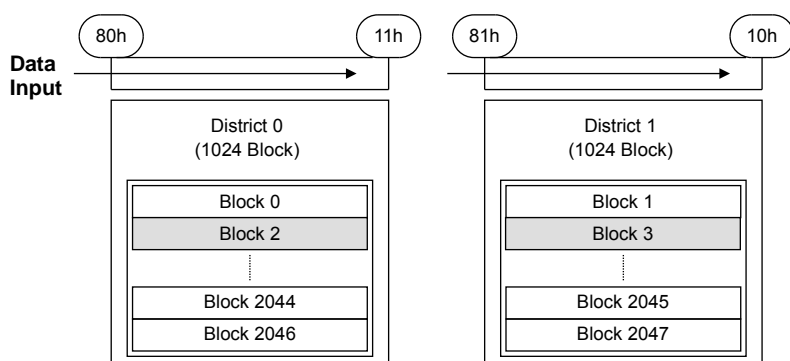 80h 11h 81h 10h
Data
Input
District 0 District 1
(1024 Block) (1024 Block)
Block 0 Block 1
Block 2 Block 3
Block 2044 Block 2045
Block 2046 Block 2047